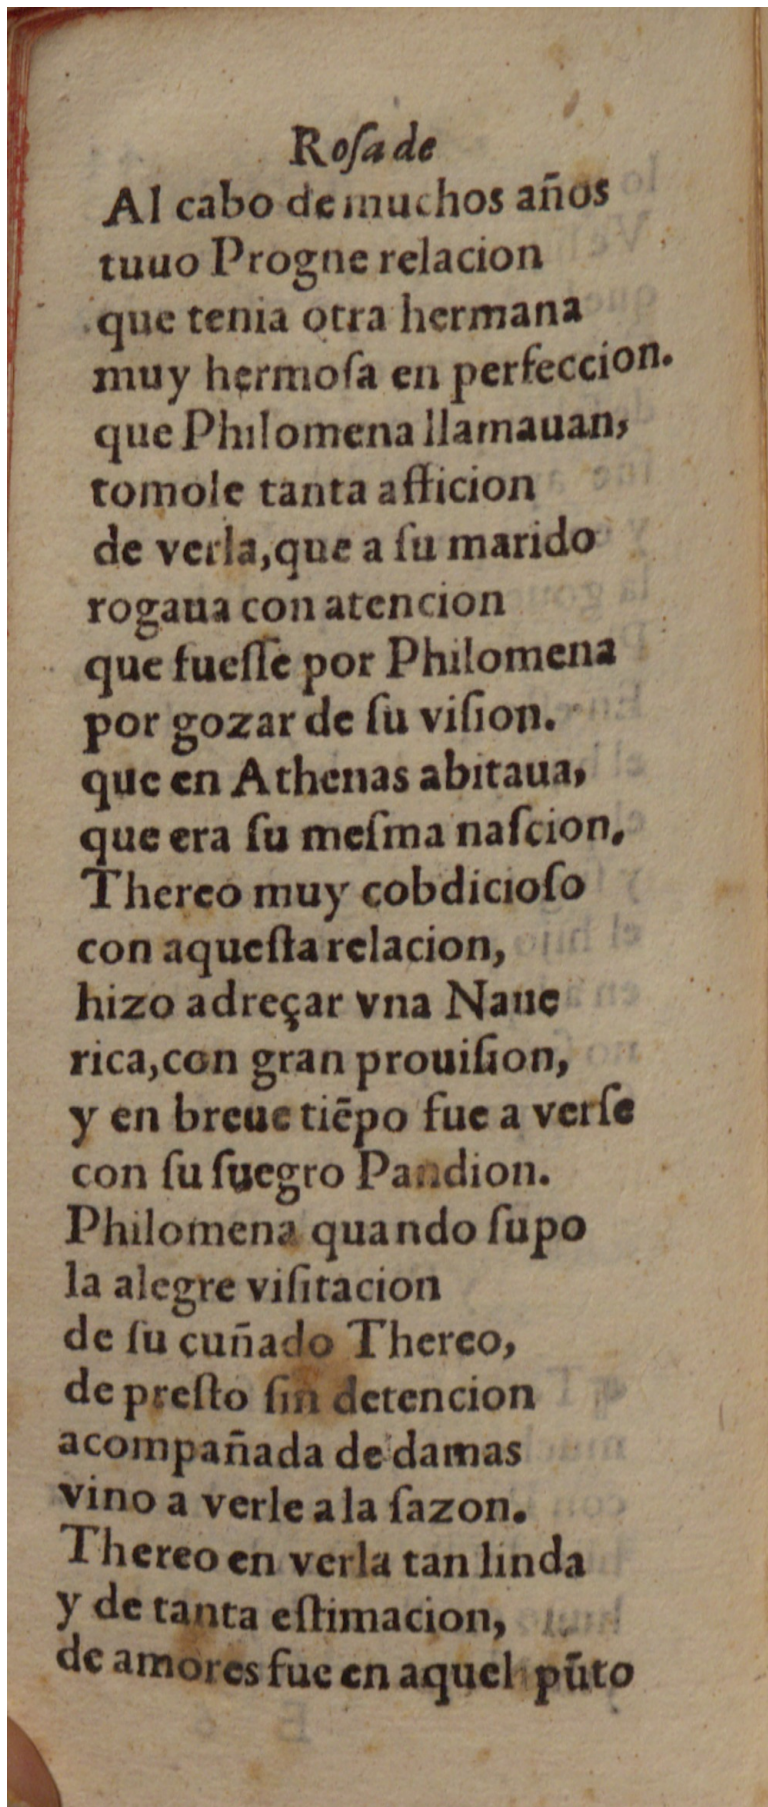 Roſa de
Al cabo de muchos años
tuuo Progne relacion
que tenia otra hermana
muy hermoſa en perfeccion.
que Philomena llamauan,
tomole tanta afficion
de verla,que a ſu marido
rogaua con atencion
que fueſſe por Philomena
por gozar de ſu viſion.
que en Athenas abitaua,
que era ſu meſma naſcion.
Thereo muy cobdicioſo
con aqueſta relacion,
hizo adreçar vna Naue
rica,con gran prouiſion,
y en breue tiẽpo fue a verſe
con ſu ſuegro Pandion.
Philomena quando ſupo
la alegre viſitacion
de ſu cuñado Thereo,
de preſto ſin detencion
acompañada de damas
vino a verle a la ſazon.
Thereo en verla tan linda
y de tanta eſtimacion,
de amores fue en aquel pũto